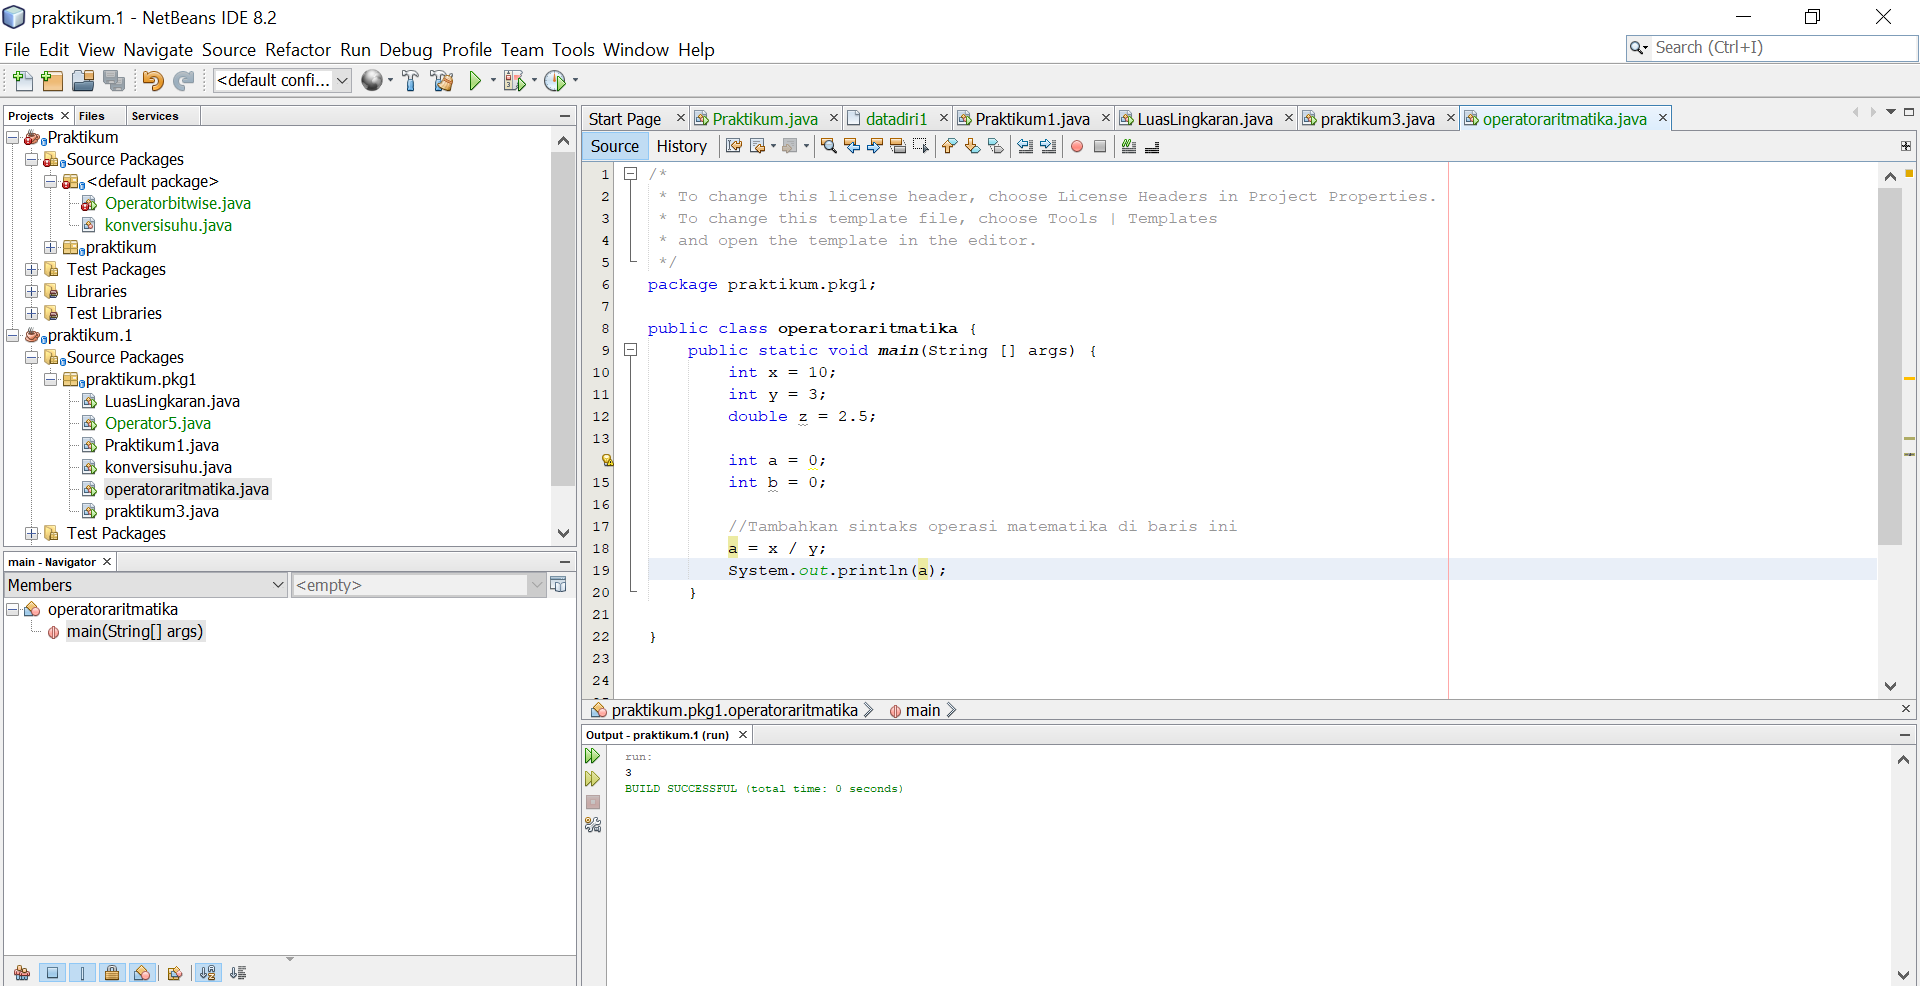 praktikum.1 - NetBeans IDE 8.2
File Edit View Navigate Source Refactor Run Debug Profile Team Tools Window Help
Search (Ctrl+I)
<default confi...
Projects Files Services
Praktikum
Source Packages
<default package>
Operatorbitwise.java
konversisuhu.java
praktikum
Test Packages
Libraries
Test Libraries
praktikum.1
Source Packages
praktikum.pkg1
LuasLingkaran.java
Operator5.java
Praktikum1.java
konversisuhu.java
operatoraritmatika.java
praktikum3.java
Test Packages
main - Navigator
Members
<empty>
operatoraritmatika
main(String[] args)
Start Page Praktikum.java datadiri1 Praktikum1.java LuasLingkaran.java praktikum3.java operatoraritmatika.java
Source History
1 /*
2 * To change this license header, choose License Headers in Project Properties.
3 * To change this template file, choose Tools | Templates
4 * and open the template in the editor.
5 */
6 package praktikum.pkg1;
7
8 public class operatoraritmatika {
9 public static void main(String [] args) {
10 int x = 10;
11 int y = 3;
12 double z = 2.5;
13
int a = 0;
15 int b = 0;
16
17 //Tambahkan sintaks operasi matematika di baris ini
18 a = x / y;
19 System.out.println(a);
20 }
21
22 }
23
24
praktikum.pkg1.operatoraritmatika main
Output - praktikum.1 (run)
run:
3
BUILD SUCCESSFUL (total time: 0 seconds)